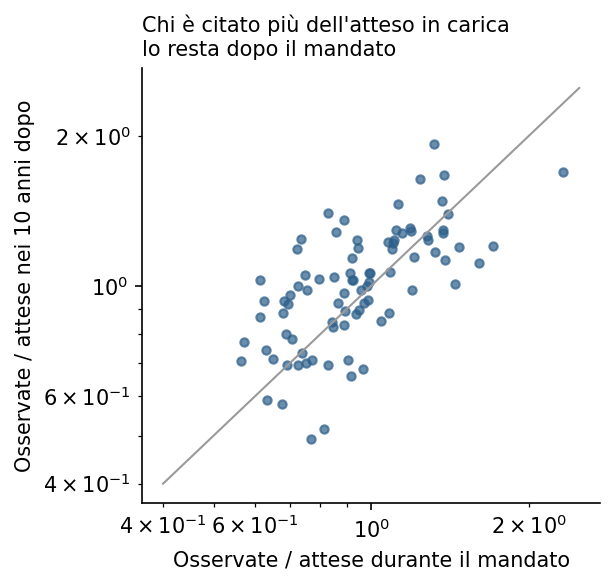 Chi è citato più dell'atteso in carica
lo resta dopo il mandato
Osservate / attese nei 10 anni dopo
2 × 10⁰
10⁰
6 × 10⁻¹
4 × 10⁻¹
4 × 10⁻¹ 6 × 10⁻¹ 10⁰ 2 × 10⁰
Osservate / attese durante il mandato